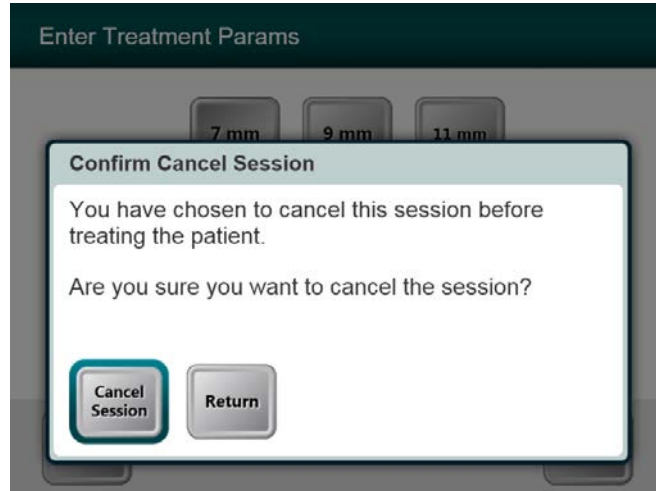 Enter Treatment Params
7 mm 9 mm 11 mm
Confirm Cancel Session
You have chosen to cancel this session before
treating the patient.
Are you sure you want to cancel the session?
Cancel
Session
Return